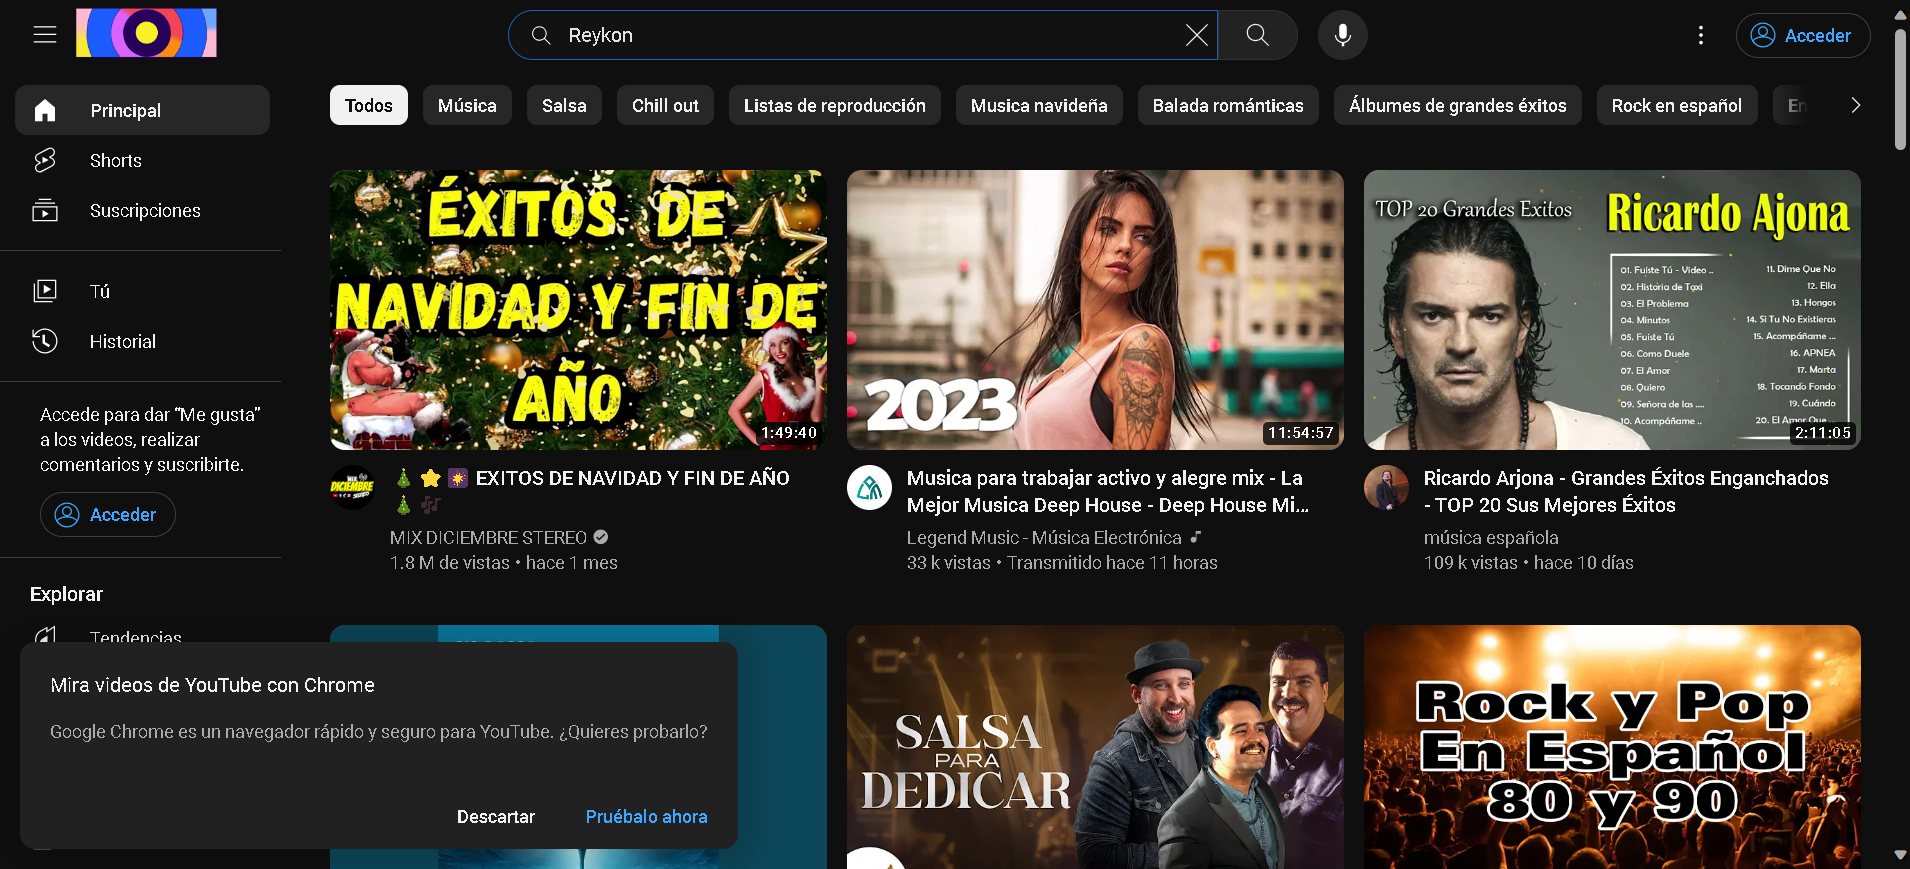 Reykon
Acceder
Principal
Shorts
Suscripciones
Tú
Historial
Accede para dar “Me gusta”
a los videos, realizar
comentarios y suscribirte.
Acceder
Explorar
Tendencias
Todos
Música
Salsa
Chill out
Listas de reproducción
Musica navideña
Balada románticas
Álbumes de grandes éxitos
Rock en español
En
ÉXITOS DE
NAVIDAD Y FIN DE
AÑO
1:49:40
MIX
DICIEMBRE
EXITOS DE NAVIDAD Y FIN DE AÑO
MIX DICIEMBRE STEREO
1.8 M de vistas • hace 1 mes
2023
11:54:57
Musica para trabajar activo y alegre mix - La
Mejor Musica Deep House - Deep House Mi...
Legend Music - Música Electrónica
33 k vistas • Transmitido hace 11 horas
TOP 20 Grandes Exitos
Ricardo Ajona
01. Fuiste Tú - Video ..
02. Historia de Taxi
03. El Problema
04. Minutos
05. Fuiste Tú
06. Como Duele
07. El Amor
08. Quiero
09. Señora de las ....
10. Acompáñame ..
11. Dime Que No
12. Ella
13. Hongos
14. Si Tu No Existieras
15. Acompáñame ...
16. APNEA
17. Marta
18. Tocando Fondo
19. Cuándo
20. El Amor Que ...
2:11:05
Ricardo Arjona - Grandes Éxitos Enganchados
- TOP 20 Sus Mejores Éxitos
música española
109 k vistas • hace 10 días
SALSA
PARA
DEDICAR
Rock y Pop
En Español
80 y 90
Mira videos de YouTube con Chrome
Google Chrome es un navegador rápido y seguro para YouTube. ¿Quieres probarlo?
Descartar
Pruébalo ahora